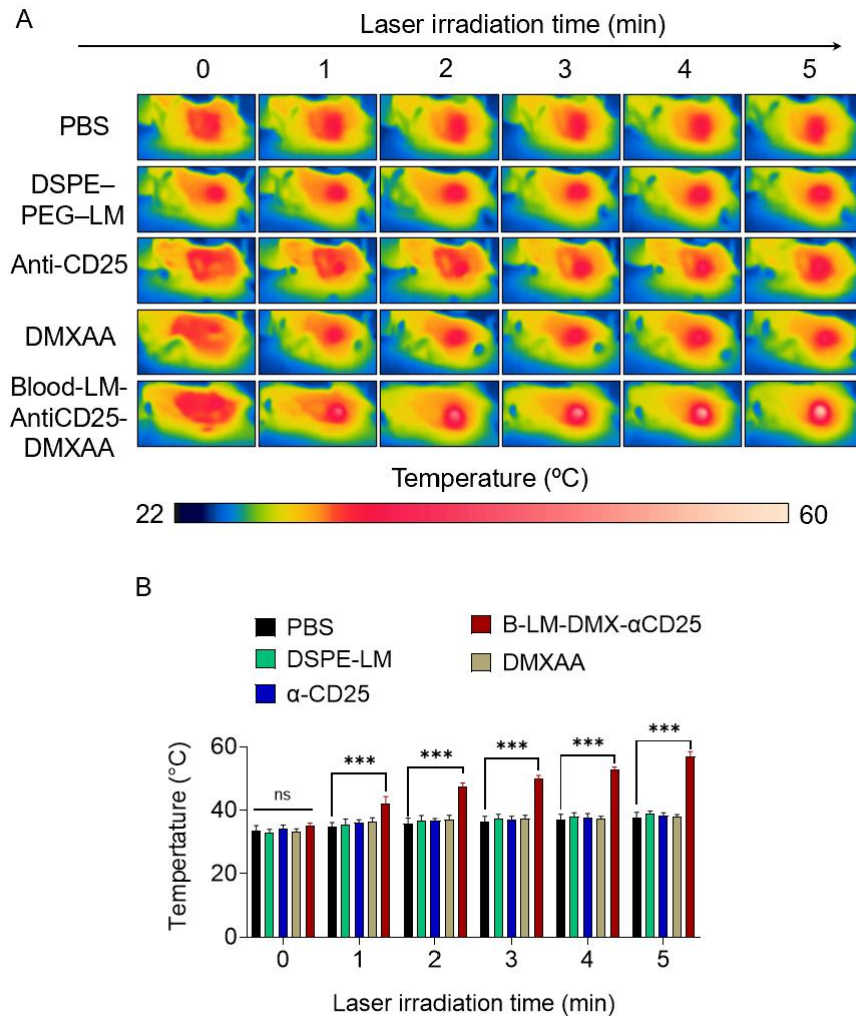 A
Laser irradiation time (min)
0 1 2 3 4 5
PBS
DSPE–
PEG–LM
Anti-CD25
DMXAA
Blood-LM-
AntiCD25-
DMXAA
Temperature (ºC)
22 60
B
PBS B-LM-DMX-αCD25
DSPE-LM DMXAA
α-CD25
Tempertature (°C)
60
40
20
0
ns *** *** *** *** ***
0 1 2 3 4 5
Laser irradiation time (min)